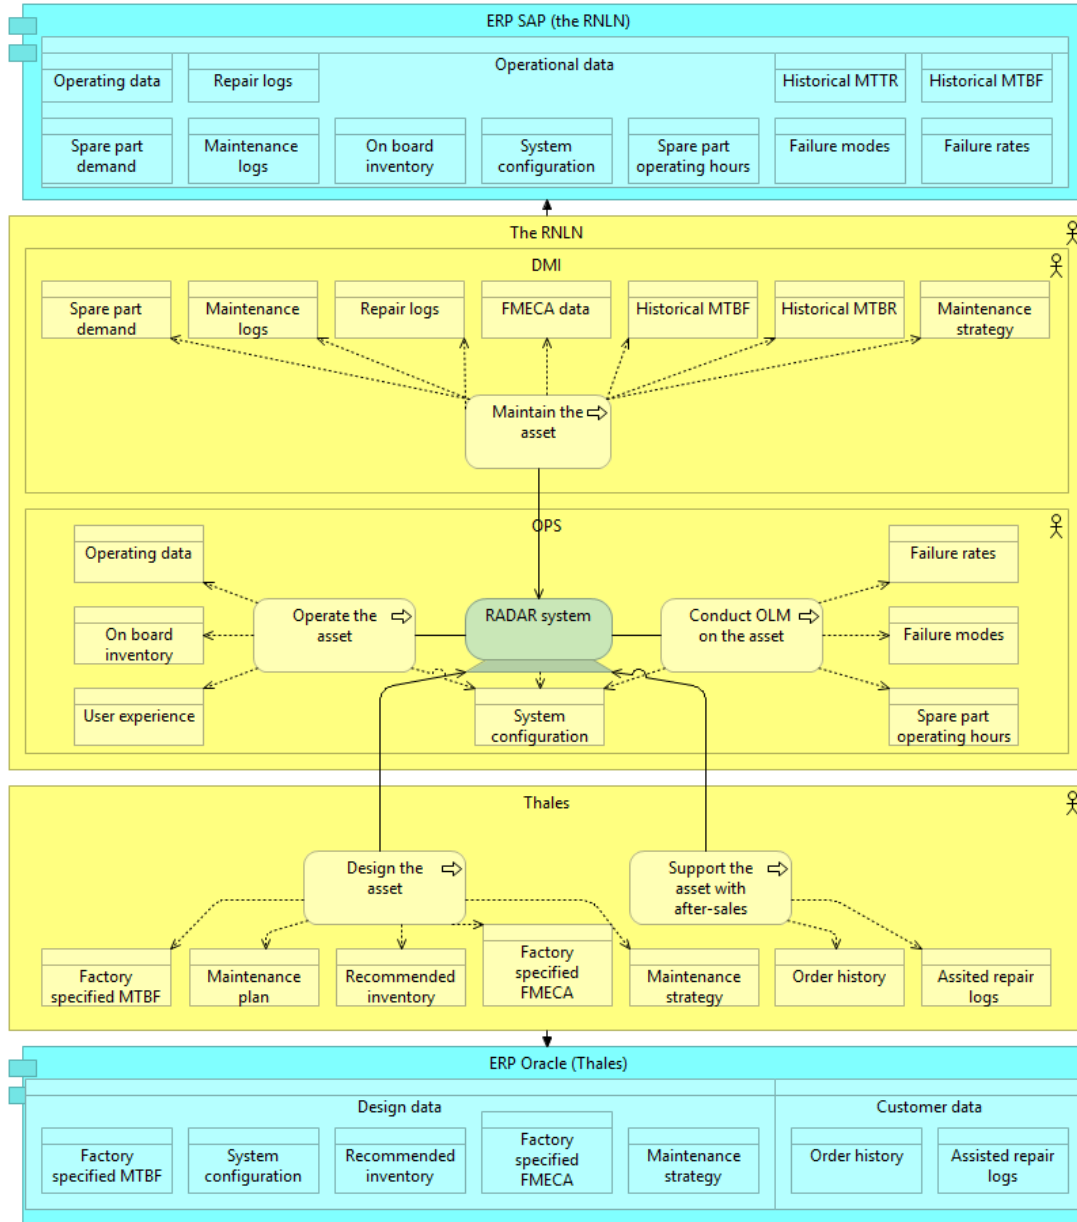 ERP SAP (the RNLN)
Operational data
Operating data
Repair logs
Historical MTTR
Historical MTBF
Spare part
demand
Maintenance
logs
On board
inventory
System
configuration
Spare part
operating hours
Failure modes
Failure rates
The RNLN
DMI
Spare part
demand
Maintenance
logs
Repair logs
FMECA data
Historical MTBF
Historical MTBR
Maintenance
strategy
Maintain the
asset
OPS
Operating data
Failure rates
Operate the
asset
RADAR system
Conduct OLM
on the asset
On board
inventory
Failure modes
User experience
System
configuration
Spare part
operating hours
Thales
Design the
asset
Support the
asset with
after-sales
Factory
specified MTBF
Maintenance
plan
Recommended
inventory
Factory
specified
FMECA
Maintenance
strategy
Order history
Assited repair
logs
ERP Oracle (Thales)
Design data
Customer data
Factory
specified MTBF
System
configuration
Recommended
inventory
Factory
specified
FMECA
Maintenance
strategy
Order history
Assisted repair
logs